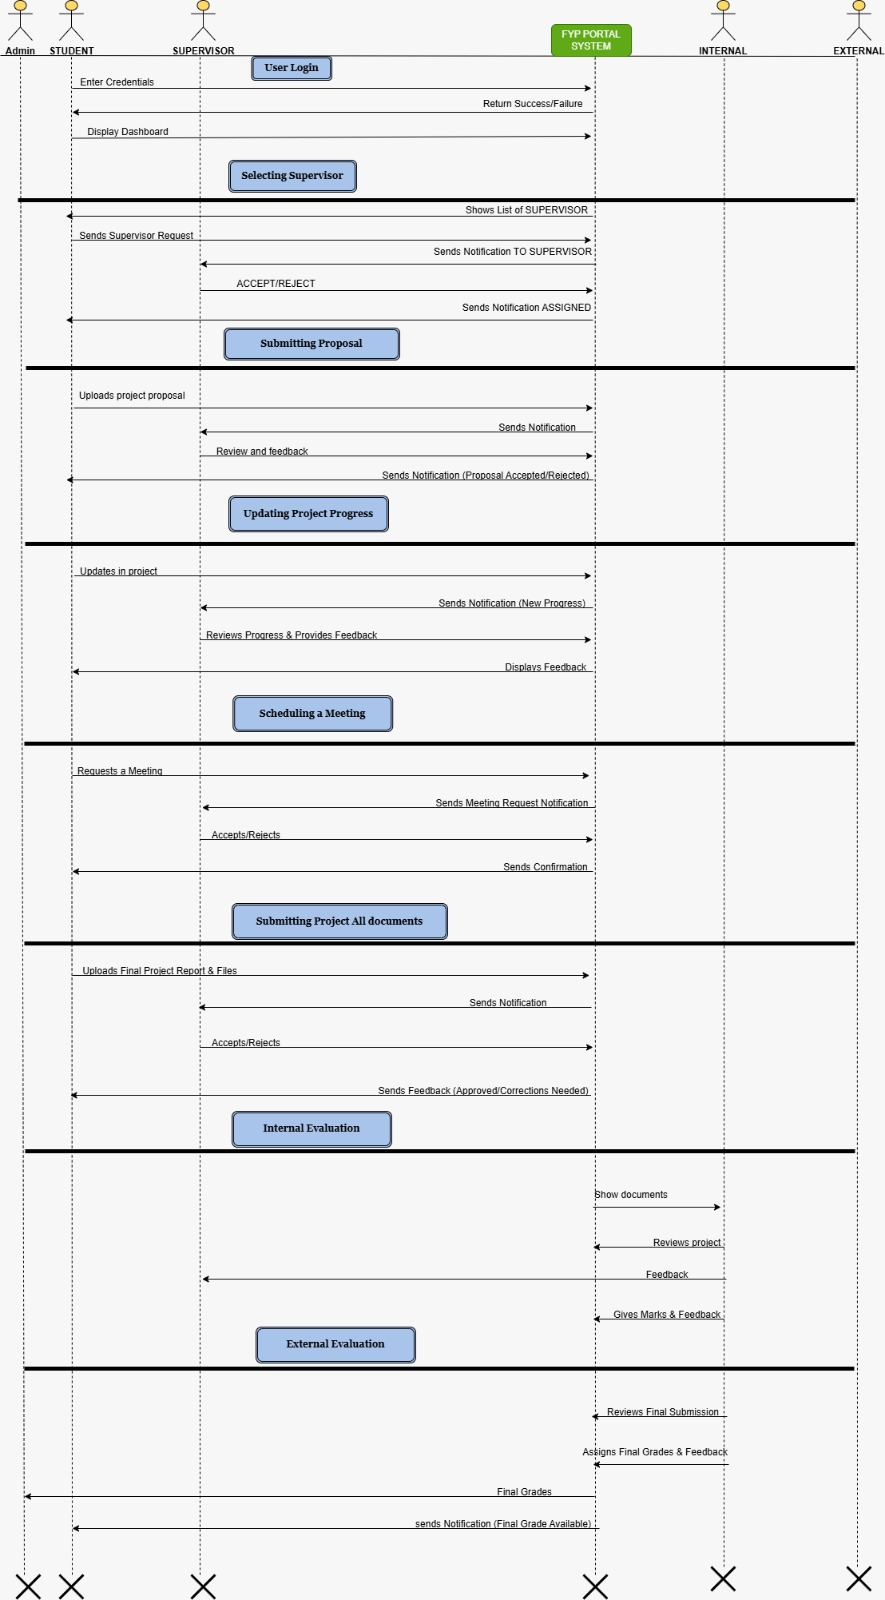 FYP PORTAL
SYSTEM
Admin
STUDENT
SUPERVISOR
INTERNAL
EXTERNAL
User Login
Enter Credentials
Return Success/Failure
Display Dashboard
Selecting Supervisor
Shows List of SUPERVISOR
Sends Supervisor Request
Sends Notification TO SUPERVISOR
ACCEPT/REJECT
Sends Notification ASSIGNED
Submitting Proposal
Uploads project proposal
Sends Notification
Review and feedback
Sends Notification (Proposal Accepted/Rejected)
Updating Project Progress
Updates in project
Sends Notification (New Progress)
Reviews Progress & Provides Feedback
Displays Feedback
Scheduling a Meeting
Requests a Meeting
Sends Meeting Request Notification
Accepts/Rejects
Sends Confirmation
Submitting Project All documents
Uploads Final Project Report & Files
Sends Notification
Accepts/Rejects
Sends Feedback (Approved/Corrections Needed)
Internal Evaluation
Show documents
Reviews project
Feedback
Gives Marks & Feedback
External Evaluation
Reviews Final Submission
Assigns Final Grades & Feedback
Final Grades
sends Notification (Final Grade Available)